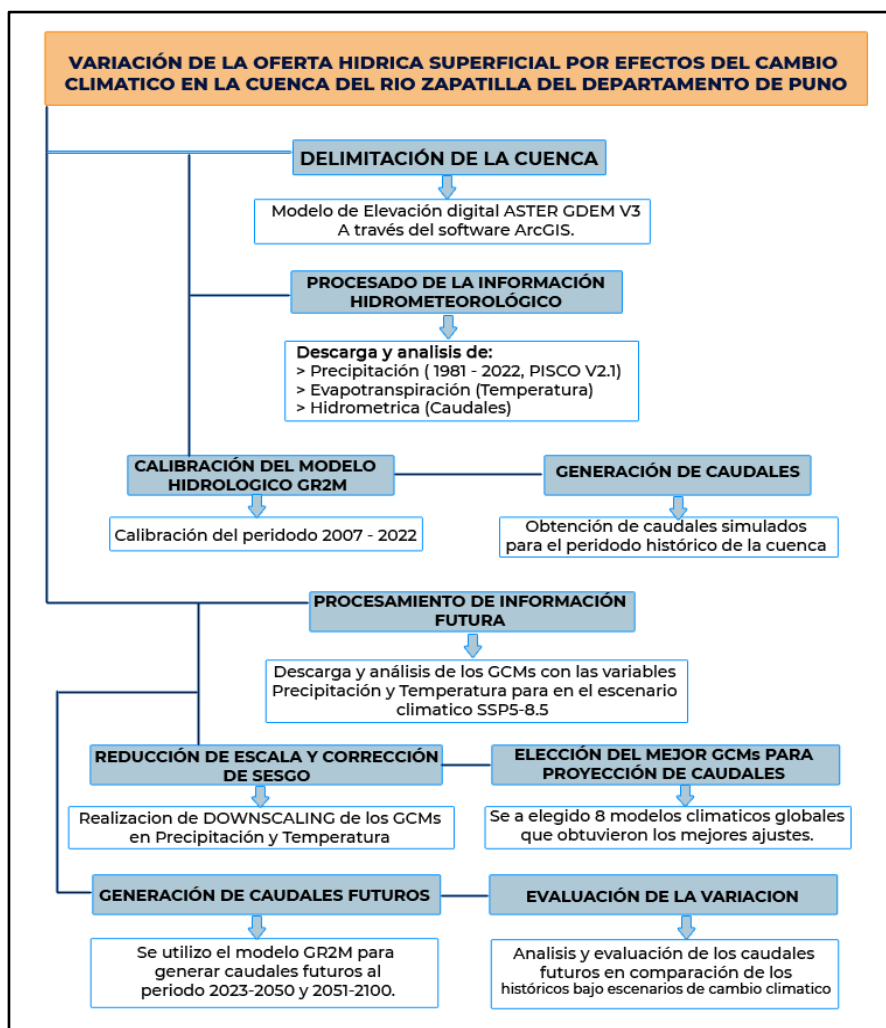 VARIACIÓN DE LA OFERTA HIDRICA SUPERFICIAL POR EFECTOS DEL CAMBIO
CLIMATICO EN LA CUENCA DEL RIO ZAPATILLA DEL DEPARTAMENTO DE PUNO
DELIMITACIÓN DE LA CUENCA
Modelo de Elevación digital ASTER GDEM V3
A través del software ArcGIS.
PROCESADO DE LA INFORMACIÓN
HIDROMETEOROLÓGICO
Descarga y analisis de:
> Precipitación ( 1981 - 2022, PISCO V2.1)
> Evapotranspiración (Temperatura)
> Hidrometrica (Caudales)
CALIBRACIÓN DEL MODELO
HIDROLOGICO GR2M
Calibración del peridodo 2007 - 2022
GENERACIÓN DE CAUDALES
Obtención de caudales simulados
para el peridodo histórico de la cuenca
PROCESAMIENTO DE INFORMACIÓN
FUTURA
Descarga y análisis de los GCMs con las variables
Precipitación y Temperatura para en el escenario
climatico SSP5-8.5
REDUCCIÓN DE ESCALA Y CORRECCIÓN
DE SESGO
Realizacion de DOWNSCALING de los GCMs
en Precipitación y Temperatura
ELECCIÓN DEL MEJOR GCMs PARA
PROYECCIÓN DE CAUDALES
Se a elegido 8 modelos climaticos globales
que obtuvieron los mejores ajustes.
GENERACIÓN DE CAUDALES FUTUROS
Se utilizo el modelo GR2M para
generar caudales futuros al
periodo 2023-2050 y 2051-2100.
EVALUACIÓN DE LA VARIACION
Analisis y evaluación de los caudales
futuros en comparación de los
históricos bajo escenarios de cambio climatico